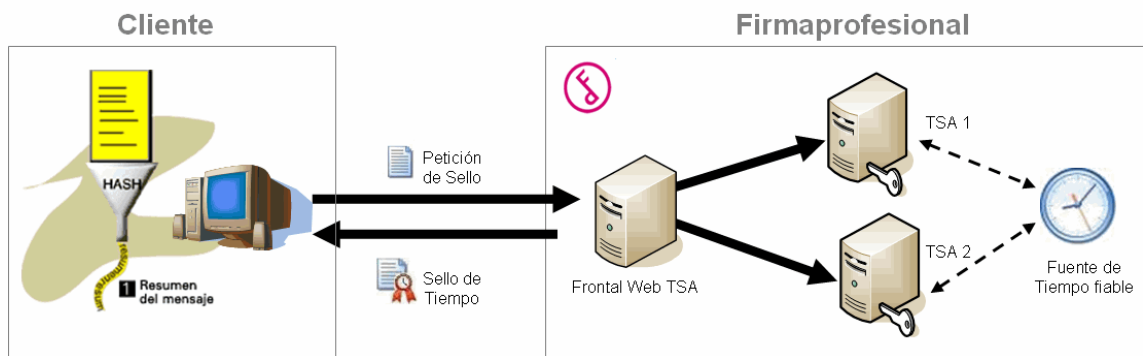 Cliente
Firmaprofesional
HASH
resumenresum
1 Resumen
del mensaje
Petición
de Sello
Sello de
Tiempo
Frontal Web TSA
TSA 1
TSA 2
Fuente de
Tiempo fiable